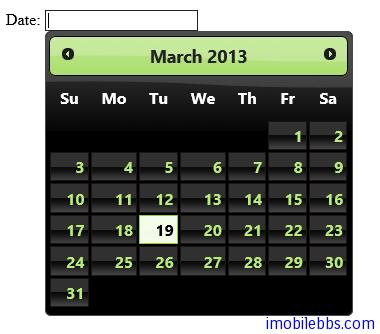 Date:
March 2013
Su Mo Tu We Th Fr Sa
1 2
3 4 5 6 7 8 9
10 11 12 13 14 15 16
17 18 19 20 21 22 23
24 25 26 27 28 29 30
31
imobilebbs.com